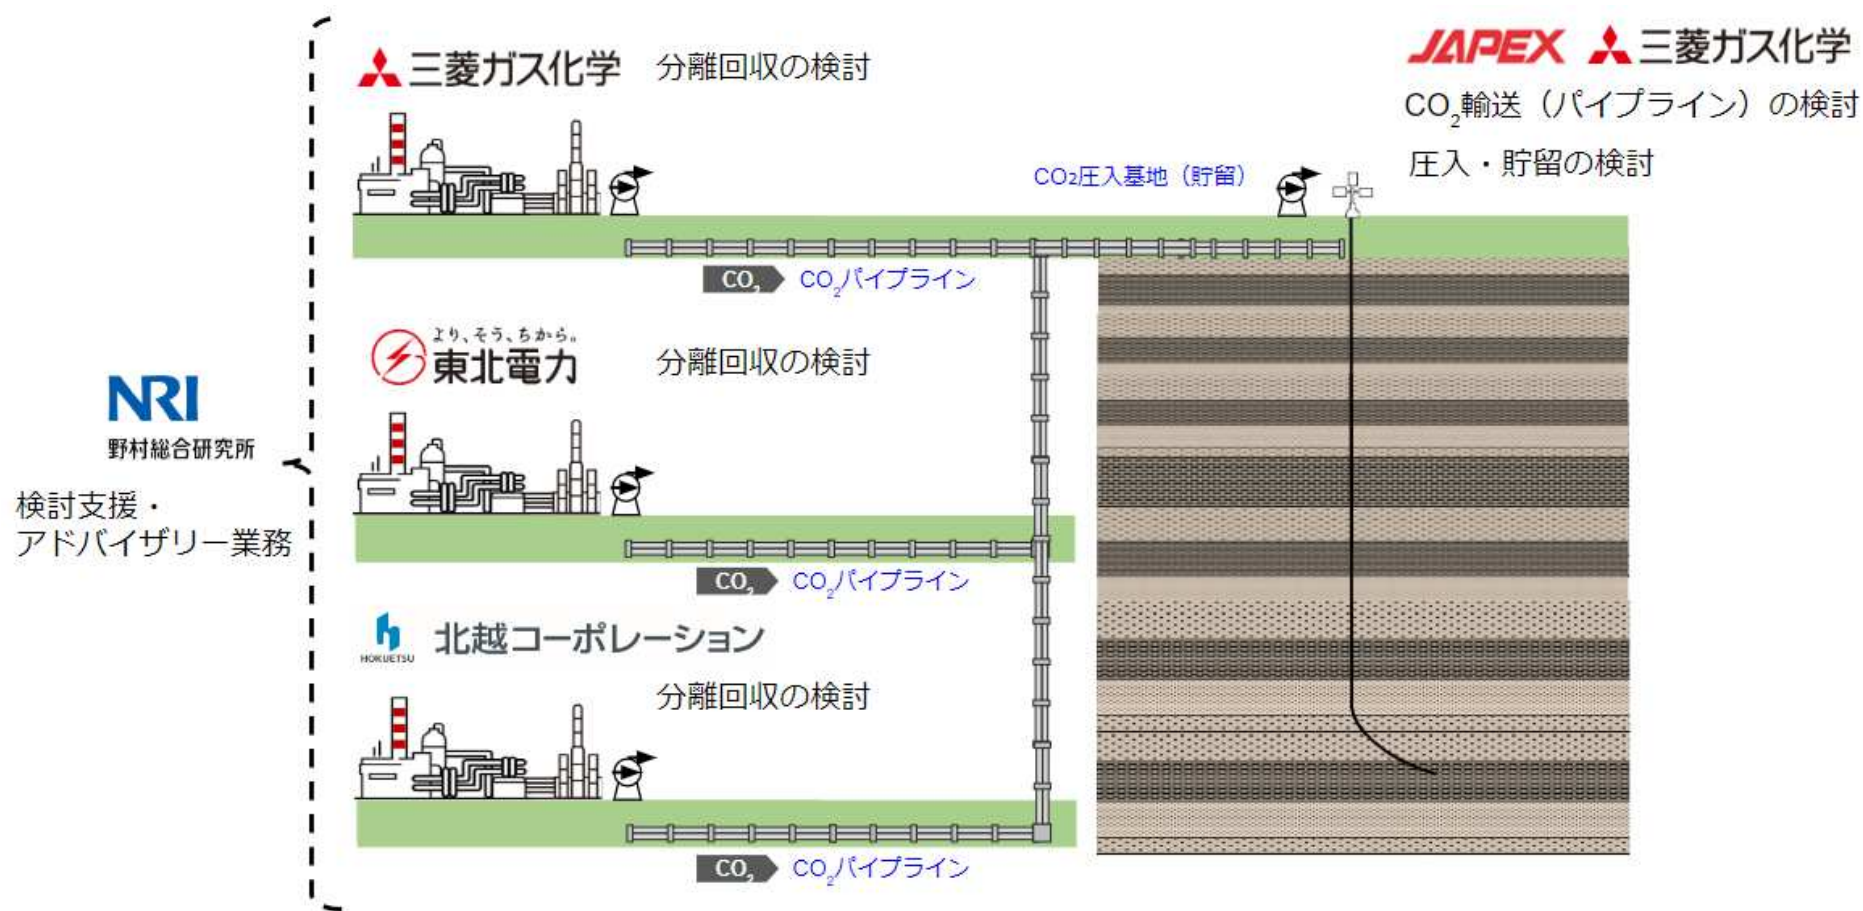 三菱ガス化学 分離回収の検討
JAPEX 三菱ガス化学
CO₂輸送（パイプライン）の検討
圧入・貯留の検討
CO₂圧入基地（貯留）
CO₂ CO₂パイプライン
より、そう、ちから。
東北電力 分離回収の検討
NRI
野村総合研究所
検討支援・
アドバイザリー業務
CO₂ CO₂パイプライン
HOKUETSU 北越コーポレーション
分離回収の検討
CO₂ CO₂パイプライン